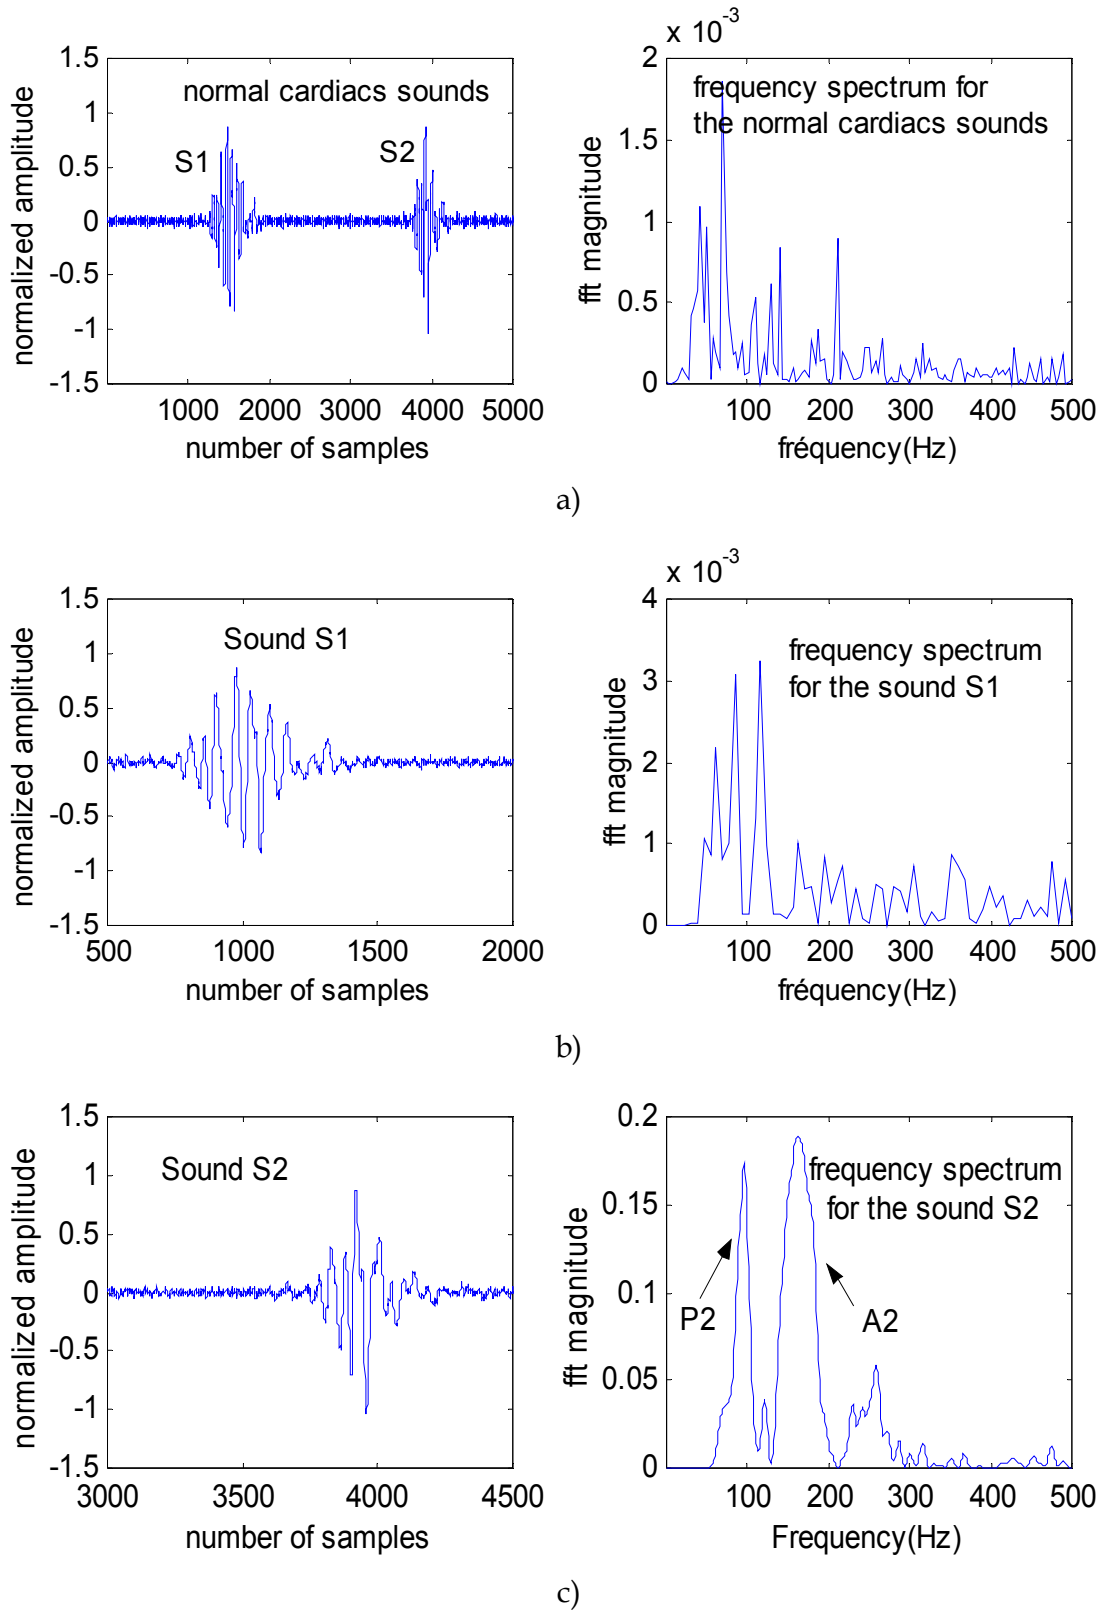 x 10^-3
1.5
1
0.5
0
-0.5
-1
-1.5
normalized amplitude
normal cardiacs sounds
S1
S2
1000 2000 3000 4000 5000
number of samples
2
1.5
1
0.5
0
fft magnitude
frequency spectrum for
the normal cardiacs sounds
100 200 300 400 500
fréquency(Hz)
a)
x 10^-3
1.5
1
0.5
0
-0.5
-1
-1.5
normalized amplitude
Sound S1
500 1000 1500 2000
number of samples
4
3
2
1
0
fft magnitude
frequency spectrum
for the sound S1
100 200 300 400 500
fréquency(Hz)
b)
1.5
1
0.5
0
-0.5
-1
-1.5
normalized amplitude
Sound S2
3000 3500 4000 4500
number of samples
0.2
0.15
0.1
0.05
0
fft magnitude
frequency spectrum
for the sound S2
P2
A2
100 200 300 400 500
Frequency(Hz)
c)